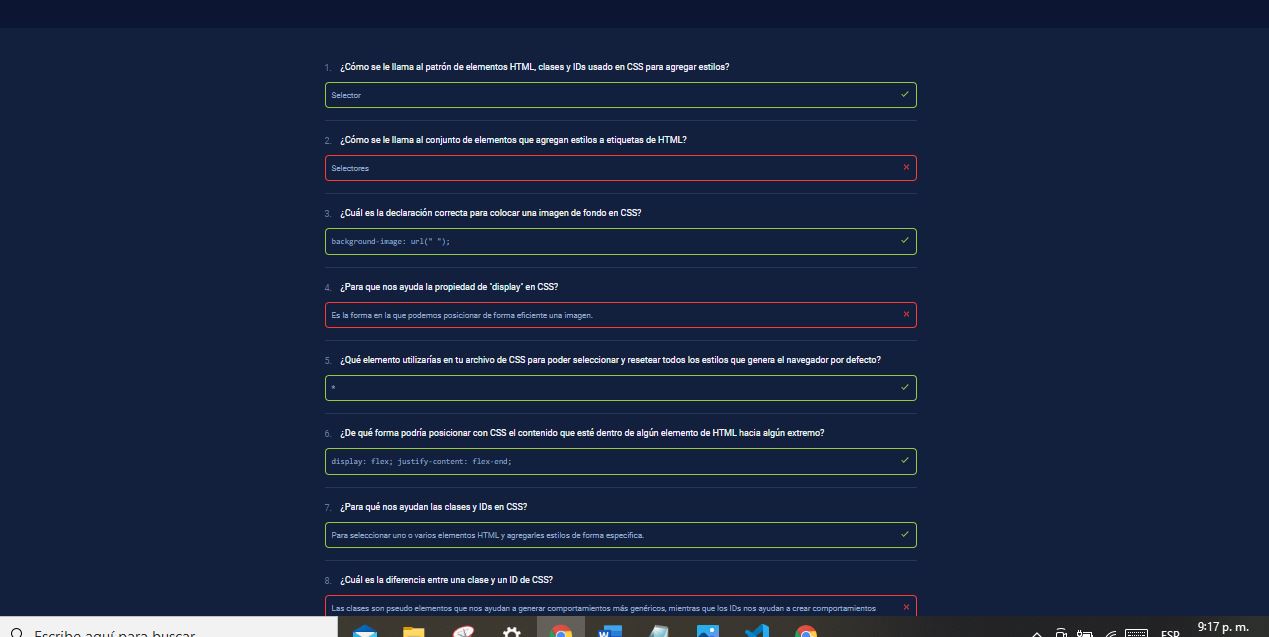 1. ¿Cómo se le llama al patrón de elementos HTML, clases y IDs usado en CSS para agregar estilos?
Selector
2. ¿Cómo se le llama al conjunto de elementos que agregan estilos a etiquetas de HTML?
Selectores
3. ¿Cuál es la declaración correcta para colocar una imagen de fondo en CSS?
background-image: url(" ");
4. ¿Para que nos ayuda la propiedad de "display" en CSS?
Es la forma en la que podemos posicionar de forma eficiente una imagen.
5. ¿Qué elemento utilizarías en tu archivo de CSS para poder seleccionar y resetear todos los estilos que genera el navegador por defecto?
*
6. ¿De qué forma podría posicionar con CSS el contenido que esté dentro de algún elemento de HTML hacia algún extremo?
display: flex; justify-content: flex-end;
7. ¿Para qué nos ayudan las clases y IDs en CSS?
Para seleccionar uno o varios elementos HTML y agregarles estilos de forma específica.
8. ¿Cuál es la diferencia entre una clase y un ID de CSS?
Las clases son pseudo elementos que nos ayudan a generar comportamientos más genéricos, mientras que los IDs nos ayudan a crear comportamientos
Escribe aquí para buscar
ESP
9:17 p. m.